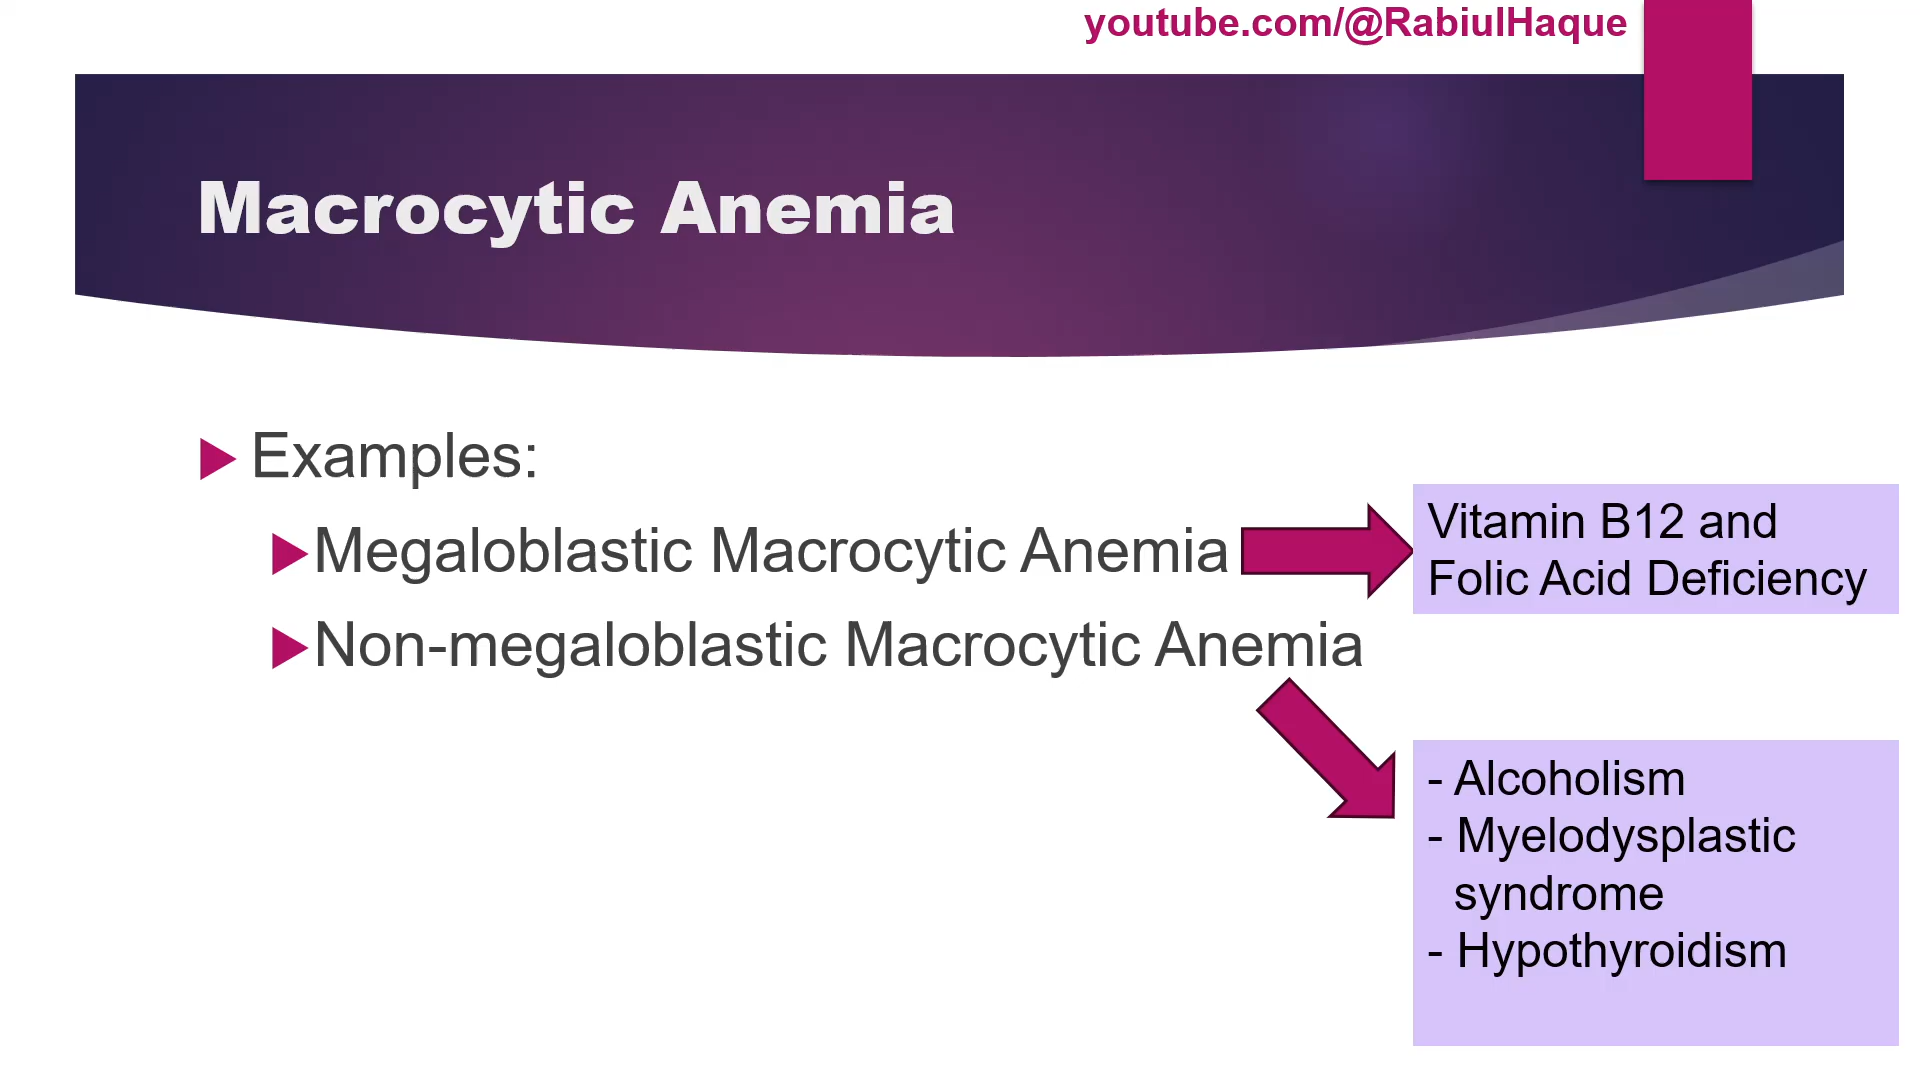 youtube.com/@RabiulHaque
Macrocytic Anemia
Examples:
Megaloblastic Macrocytic Anemia
Vitamin B12 and
Folic Acid Deficiency
Non-megaloblastic Macrocytic Anemia
- Alcoholism
- Myelodysplastic
syndrome
- Hypothyroidism